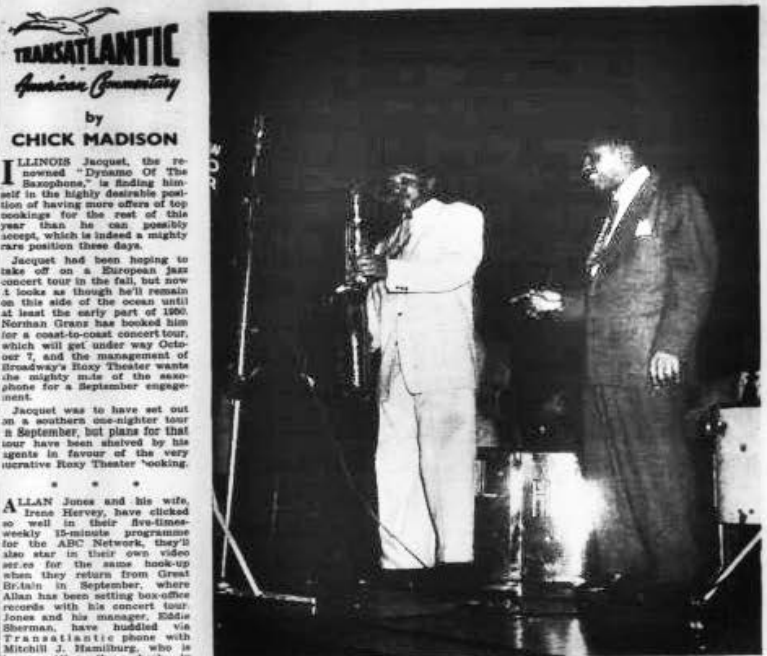 TRANSATLANTIC
American Commentary
by
CHICK MADISON
ILLINOIS Jacquet, the re-
nowned "Dynamo Of The
Saxophone," is finding him-
self in the highly desirable posi-
tion of having more offers of top
bookings for the rest of this
year than he can possibly
accept, which is indeed a mighty
rare position these days.
Jacquet had been hoping to
take off on a European jazz
concert tour in the fall, but now
it looks as though he'll remain
on this side of the ocean until
at least the early part of 1950.
Norman Granz has booked him
for a coast-to-coast concert tour,
which will get under way Octo-
ber 7, and the management of
Broadway's Roxy Theater wants
the mighty mite of the saxo-
phone for a September engage-
ment.
Jacquet was to have set out
on a southern one-nighter tour
n September, but plans for that
tour have been shelved by his
agents in favour of the very
lucrative Roxy Theater booking.
* * *
ALLAN Jones and his wife,
Irene Hervey, have clicked
so well in their five-times-
weekly 15-minute programme
for the ABC Network, they'll
also star in their own video
series for the same hook-up
when they return from Great
Britain in September, where
Allan has been setting box-office
records with his concert tour.
Jones and his manager, Eddie
Sherman, have huddled via
Transatlantic phone with
Mitchill J. Hamilburg, who is
WOR